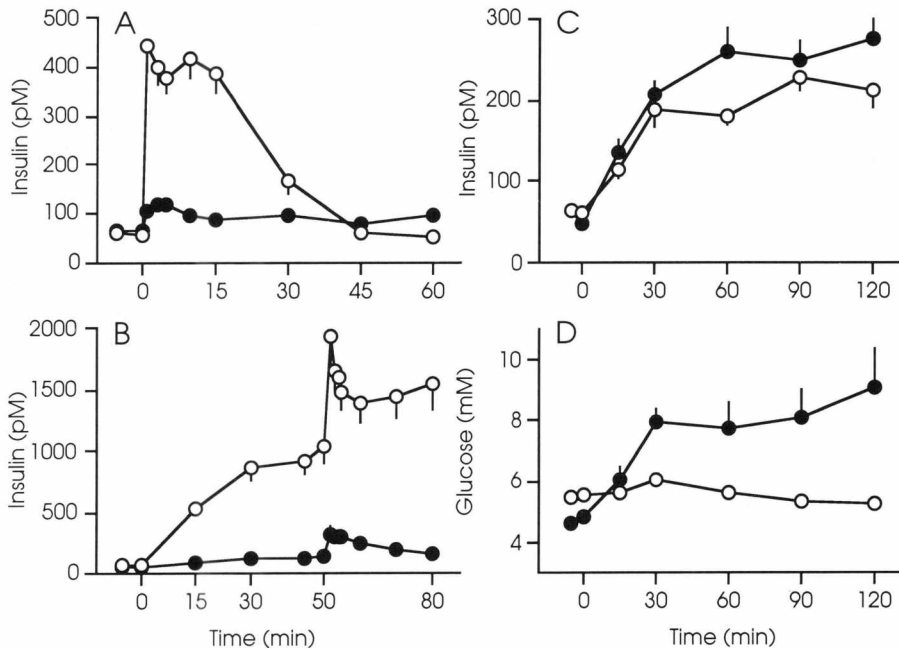 A
Insulin (pM)
500
400
300
200
100
0
0 15 30 45 60
B
Insulin (pM)
2000
1500
1000
500
0
0 15 30 50 80
Time (min)
C
Insulin (pM)
300
200
100
0
0 30 60 90 120
D
Glucose (mM)
10
8
6
4
0 30 60 90 120
Time (min)